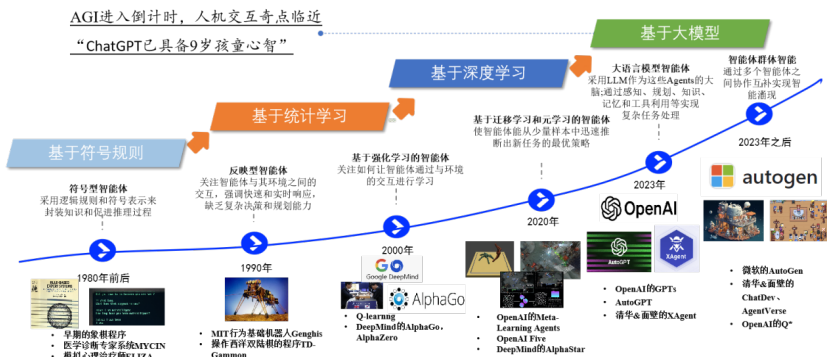 AGI进入倒计时，人机交互奇点临近
“ChatGPT已具备9岁孩童心智”
基于符号规则
基于统计学习
基于深度学习
基于大模型
符号型智能体
采用逻辑规则和符号表示来
封装知识和促进推理过程
1980年前后
早期的象棋程序
医学诊断专家系统MYCIN
模拟心理治疗师ELIZA
反映型智能体
关注智能体与其环境之间的
交互，强调快速和实时响应，
缺乏复杂决策和规划能力
1990年
MIT行为基础机器人Genghis
操作西洋双陆棋的程序TD-
Gammon
基于强化学习的智能体
关注如何让智能体通过与环境
的交互进行学习
2000年
Google DeepMind
AlphaGo
Q-learnng
DeepMind的AlphaGo、
AlphaZero
基于迁移学习和元学习的智能体
使智能体能从少量样本中迅速推
断出新任务的最优策略
2020年
OpenAI的Meta-
Learning Agents
OpenAI Five
DeepMind的AlphaStar
大语言模型智能体
采用LLM作为这些Agents的大
脑;通过感知、规划、知识、
记忆和工具利用等实现
复杂任务处理
2023年
OpenAI
AutoGPT
XAgent
OpenAI的GPTs
AutoGPT
清华&面壁的XAgent
智能体群体智能
通过多个智能体之
间协作互补实现智
能涌现
2023年之后
autogen
微软的AutoGen
清华&面壁的
ChatDev、
AgentVerse
OpenAI的Q*